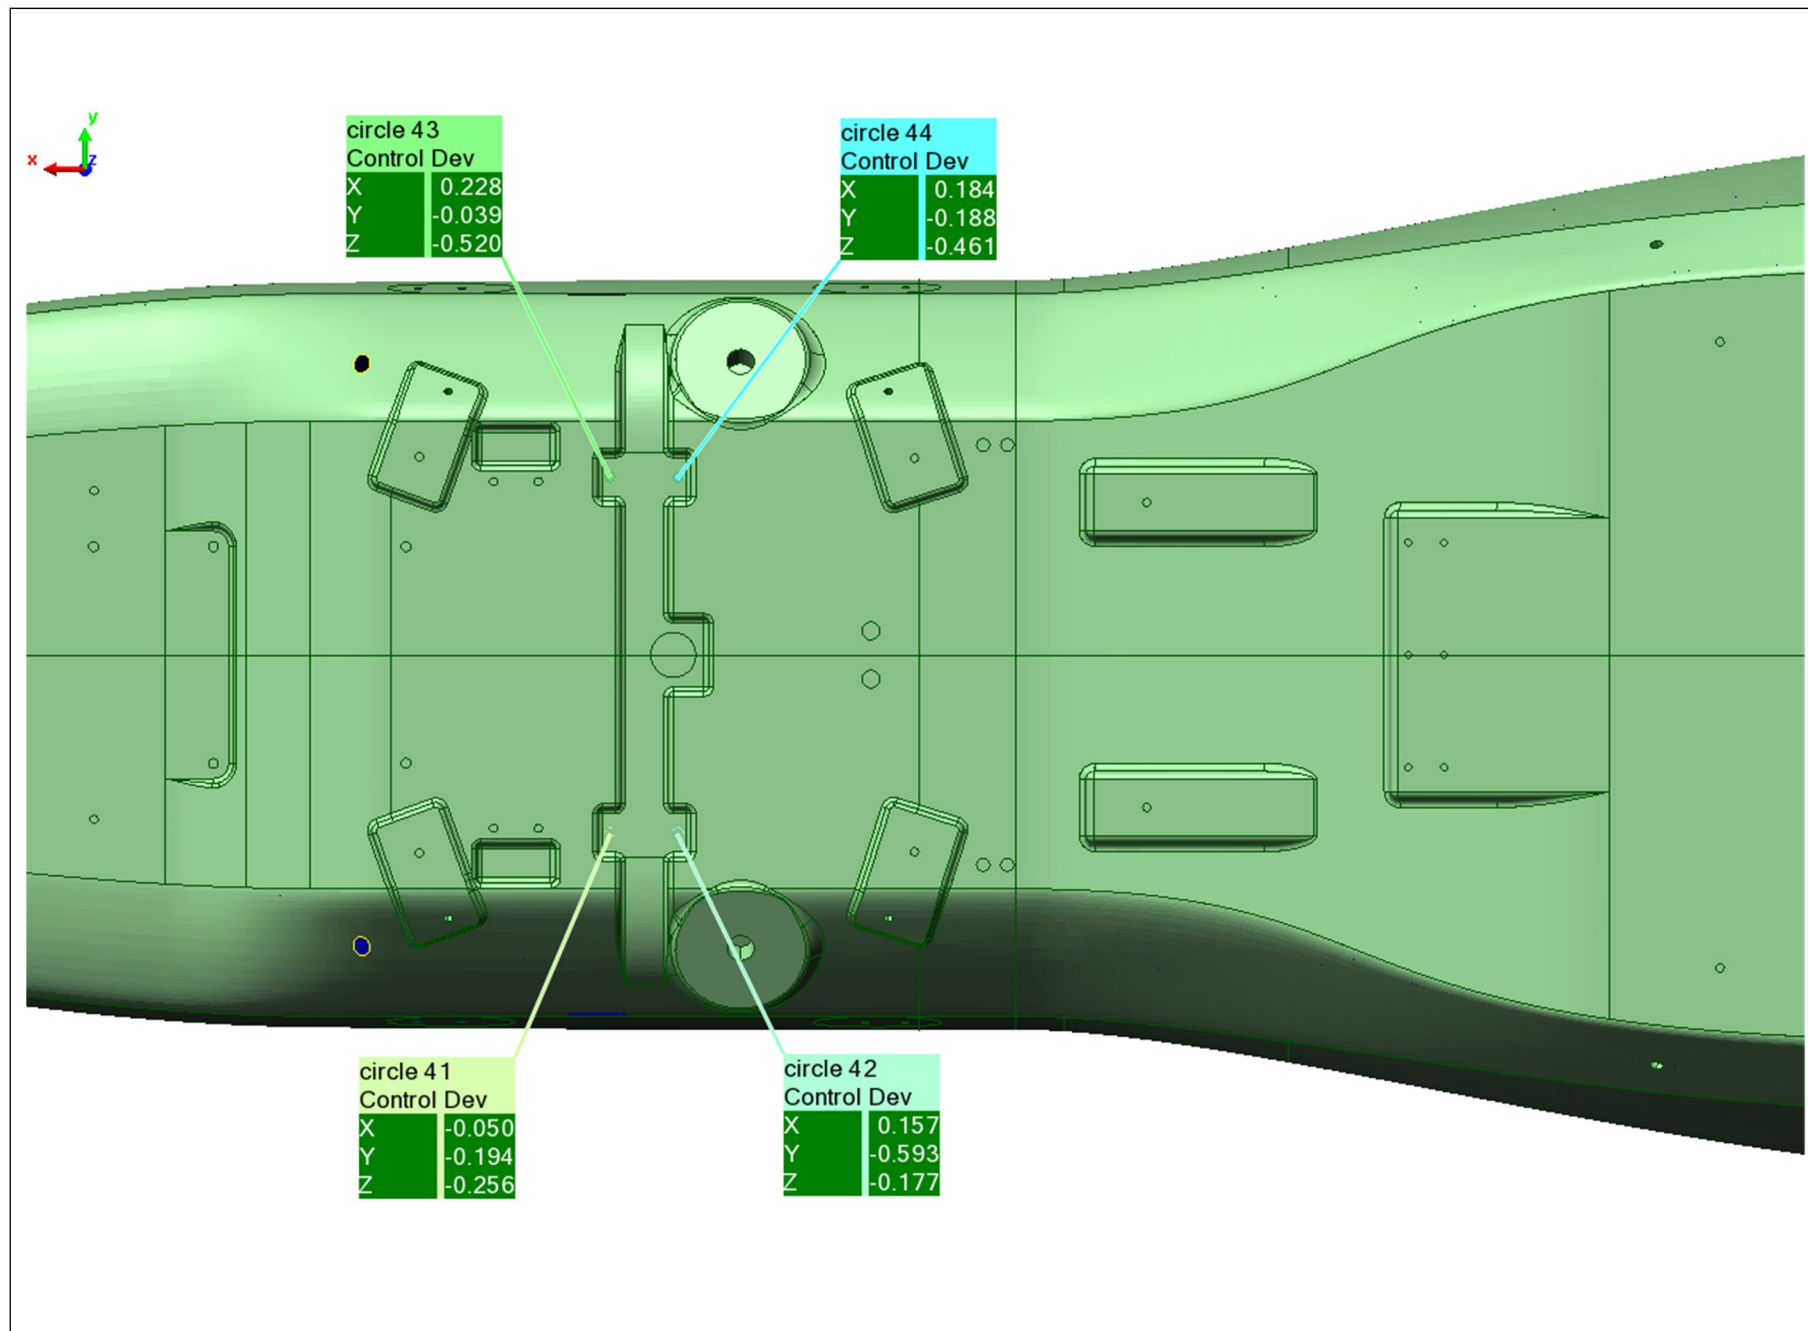 y
x
z
circle 43
Control Dev
X 0.228
Y -0.039
Z -0.520
circle 44
Control Dev
X 0.184
Y -0.188
Z -0.461
circle 41
Control Dev
X -0.050
Y -0.194
Z -0.256
circle 42
Control Dev
X 0.157
Y -0.593
Z -0.177